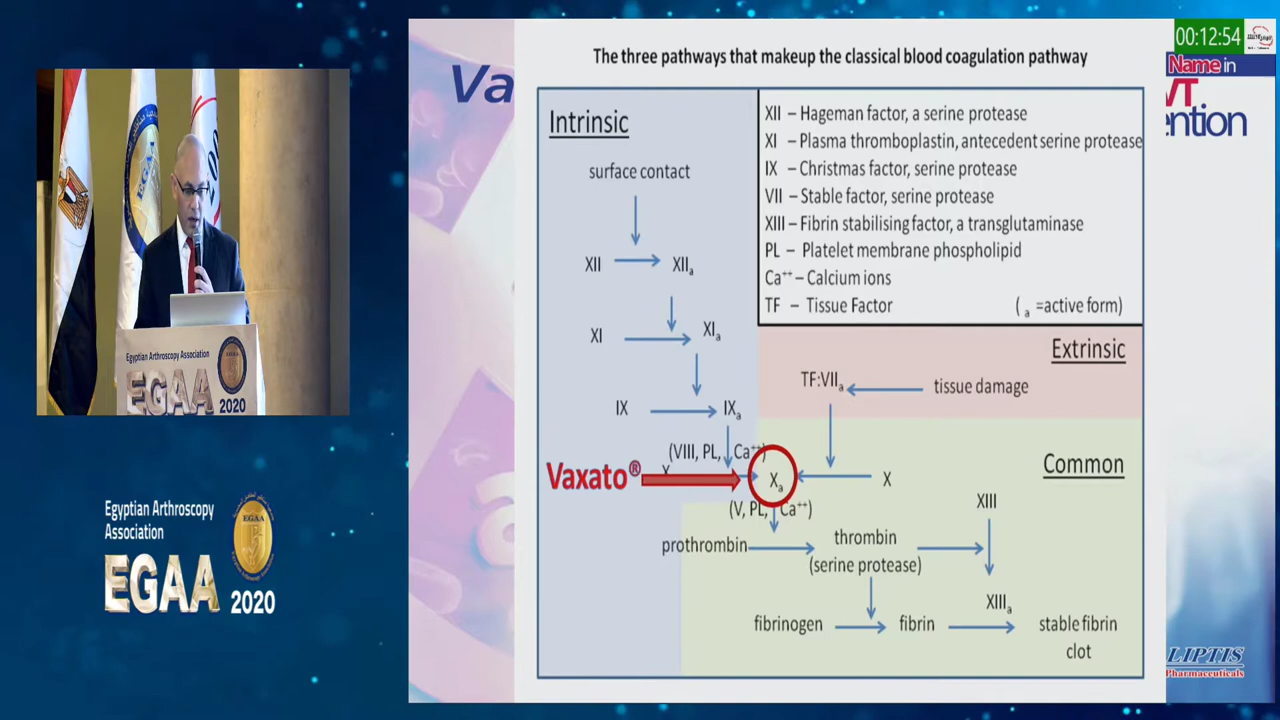 00:12:54
The three pathways that makeup the classical blood coagulation pathway
Va
Name in
VT
ention
Intrinsic
surface contact
XII
XIIa
XI
XIa
IX
IXa
(VIII, PL, Ca++)
X
Vaxato®
Xa
(V, PL, Ca++)
prothrombin
thrombin
(serine protease)
fibrinogen
fibrin
stable fibrin
clot
XII – Hageman factor, a serine protease
XI – Plasma thromboplastin, antecedent serine protease
IX – Christmas factor, serine protease
VII – Stable factor, serine protease
XIII – Fibrin stabilising factor, a transglutaminase
PL – Platelet membrane phospholipid
Ca++ – Calcium ions
TF – Tissue Factor (a =active form)
Extrinsic
TF:VIIa
tissue damage
Common
X
XIII
XIIIa
LIPTIS
Pharmaceuticals
EGAA
Egyptian Arthroscopy Association
EGAA
2020
Egyptian Arthroscopy
Association
EGAA
EGAA 2020